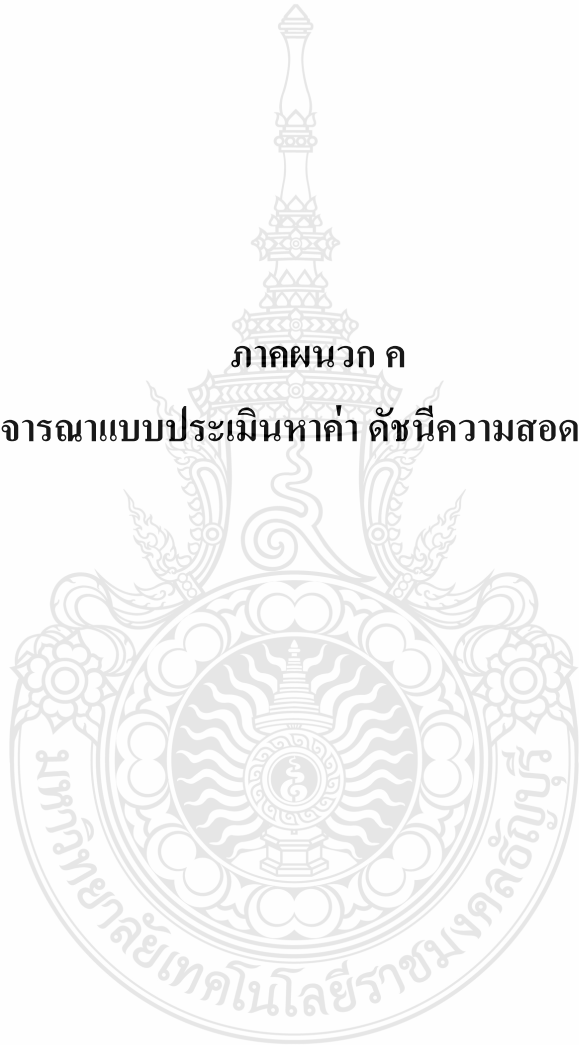 ภาคผนวก ค
จารณาแบบประเมินหาค่า ดัชนีความสอด
มหาวิทยาลัยเทคโนโลยีราชมงคลธัญบุรี